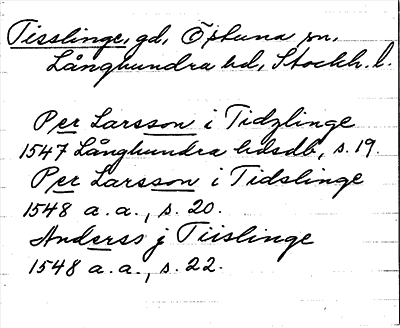 Tisslinge, gd, Östuna sn,
Långhundra hd, Stockh. l.
Per Larsson i Tidzlinge
1547 Långhundra hdsdb, s. 19.
Per Larsson i Tidslinge
1548 a. a., s. 20.
Anderss j Tiislinge
1548 a. a., s. 22.